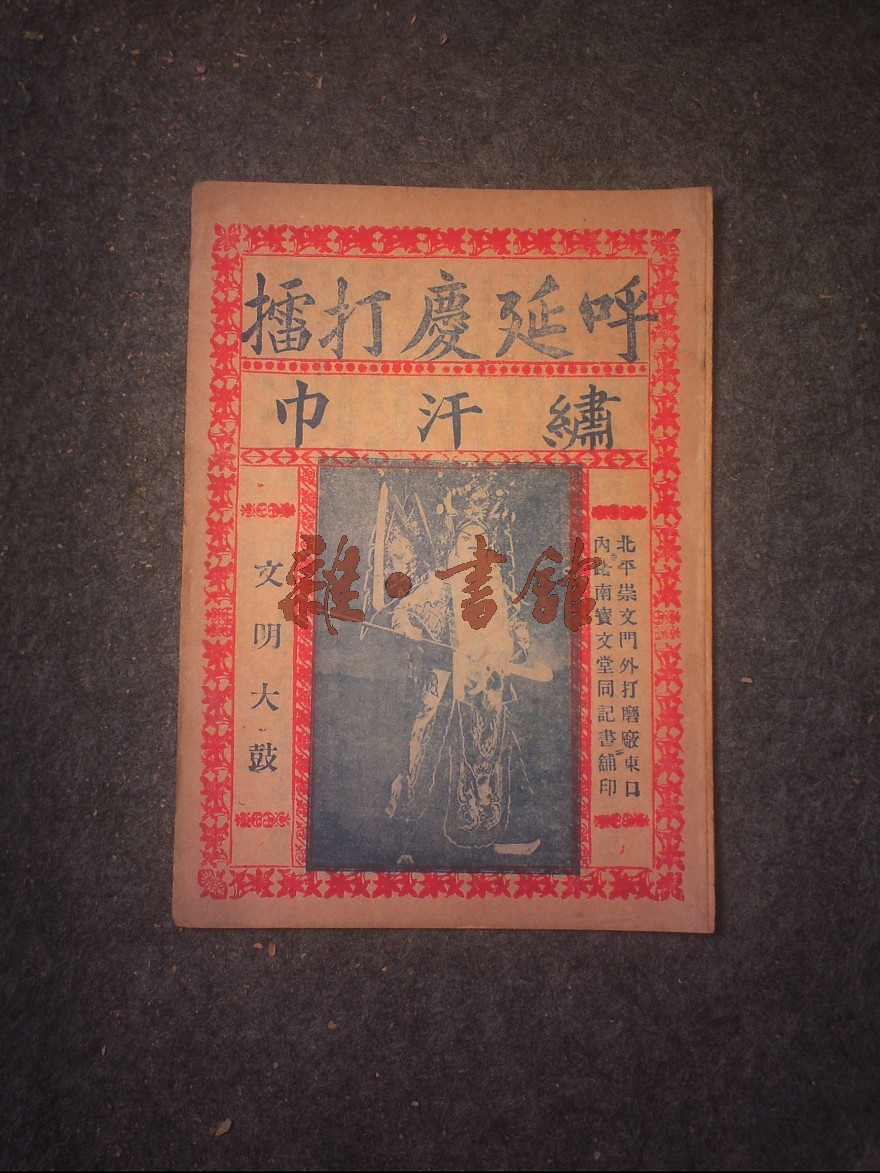 呼延慶打擂
繡汗巾
北平崇文門外打磨廠東口
內路南寶文堂同記書舖印
文明大鼓
雜·書館